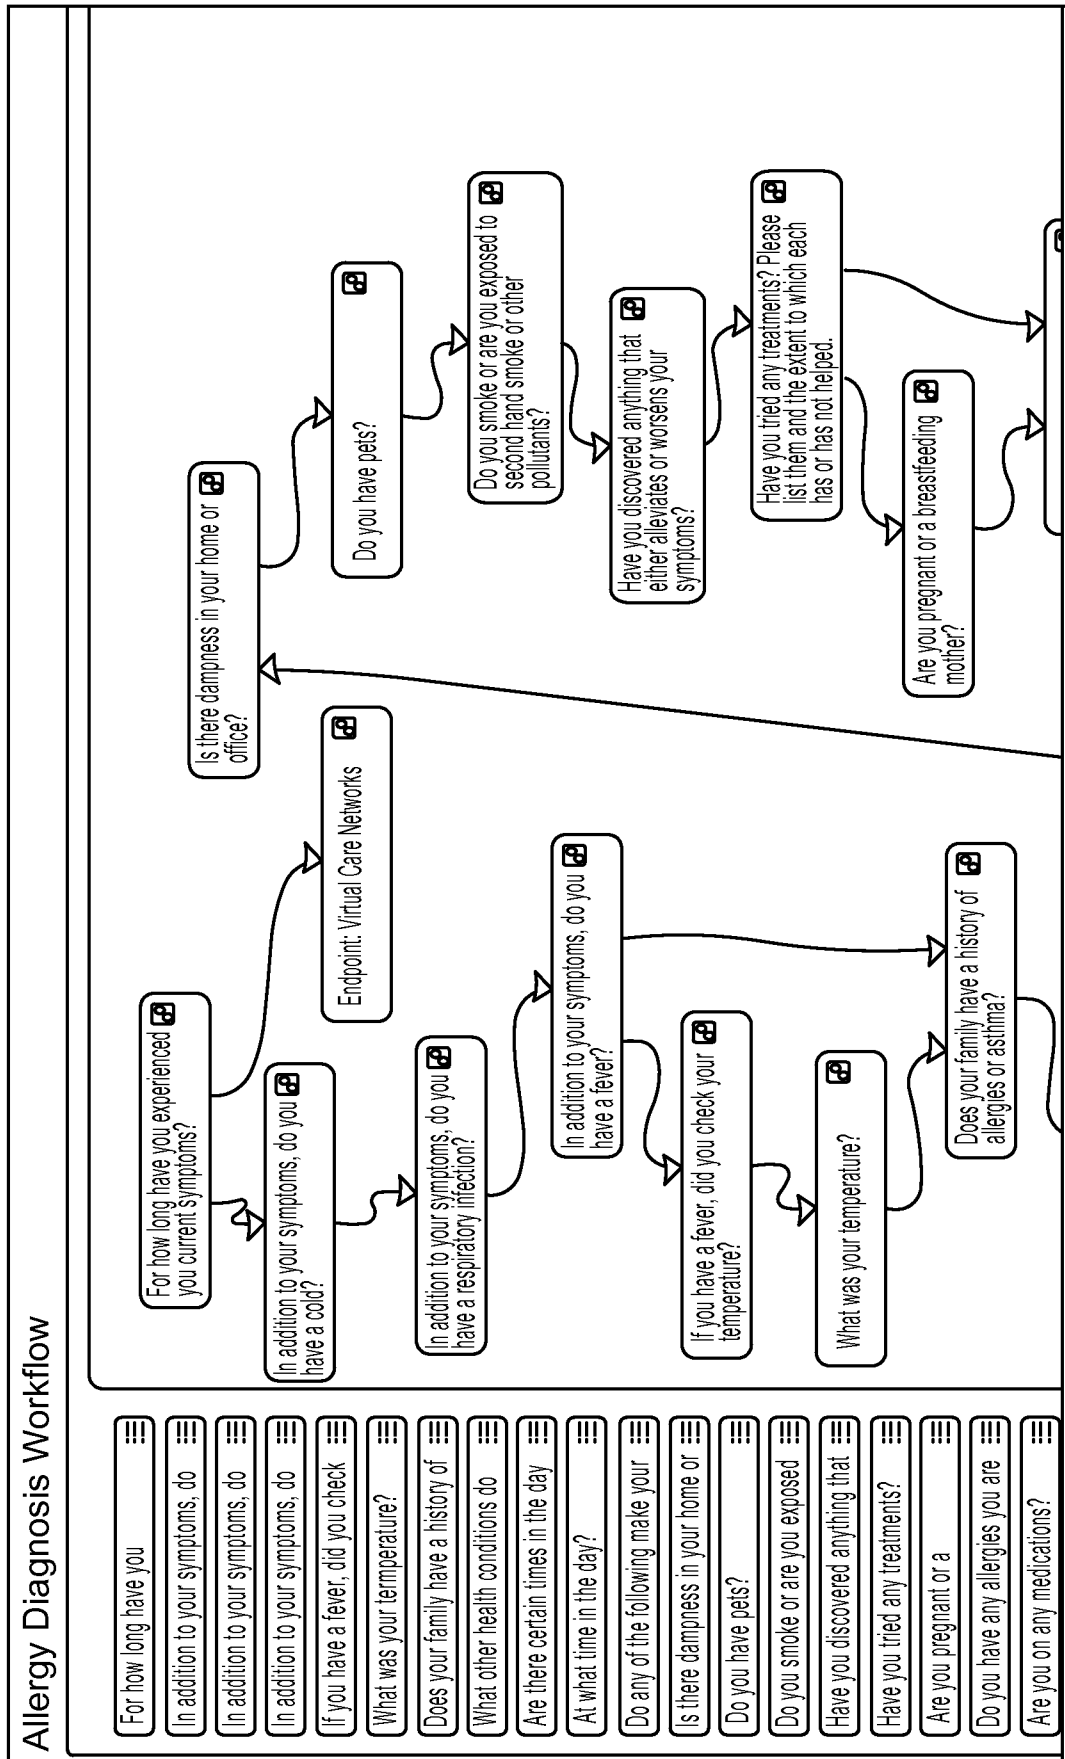 Allergy Diagnosis Workflow
For how long have you
In addition to your symptoms, do
In addition to your symptoms, do
In addition to your symptoms, do
If you have a fever, did you check
What was your termperature?
Does your family have a history of
What other health conditions do
Are there certain times in the day
At what time in the day?
Do any of the following make your
Is there dampness in your home or
Do you have pets?
Do you smoke or are you exposed
Have you discovered anything that
Have you tried any treatments?
Are you pregnant or a
Do you have any allergies you are
Are you on any medications?
For how long have you experienced
you current symptoms?
In addition to your symptoms, do you
have a cold?
Endpoint: Virtual Care Networks
In addition to your symptoms, do you
have a respiratory infection?
In addition to your symptoms, do you
have a fever?
If you have a fever, did you check your
temperature?
What was your temperature?
Does your family have a history of
allergies or asthma?
Is there dampness in your home or
office?
Do you have pets?
Do you smoke or are you exposed to
second hand smoke or other
pollutants?
Have you discovered anything that
either alleviates or worsens your
symptoms?
Have you tried any treatments? Please
list them and the extent to which each
has or has not helped.
Are you pregnant or a breastfeeding
mother?